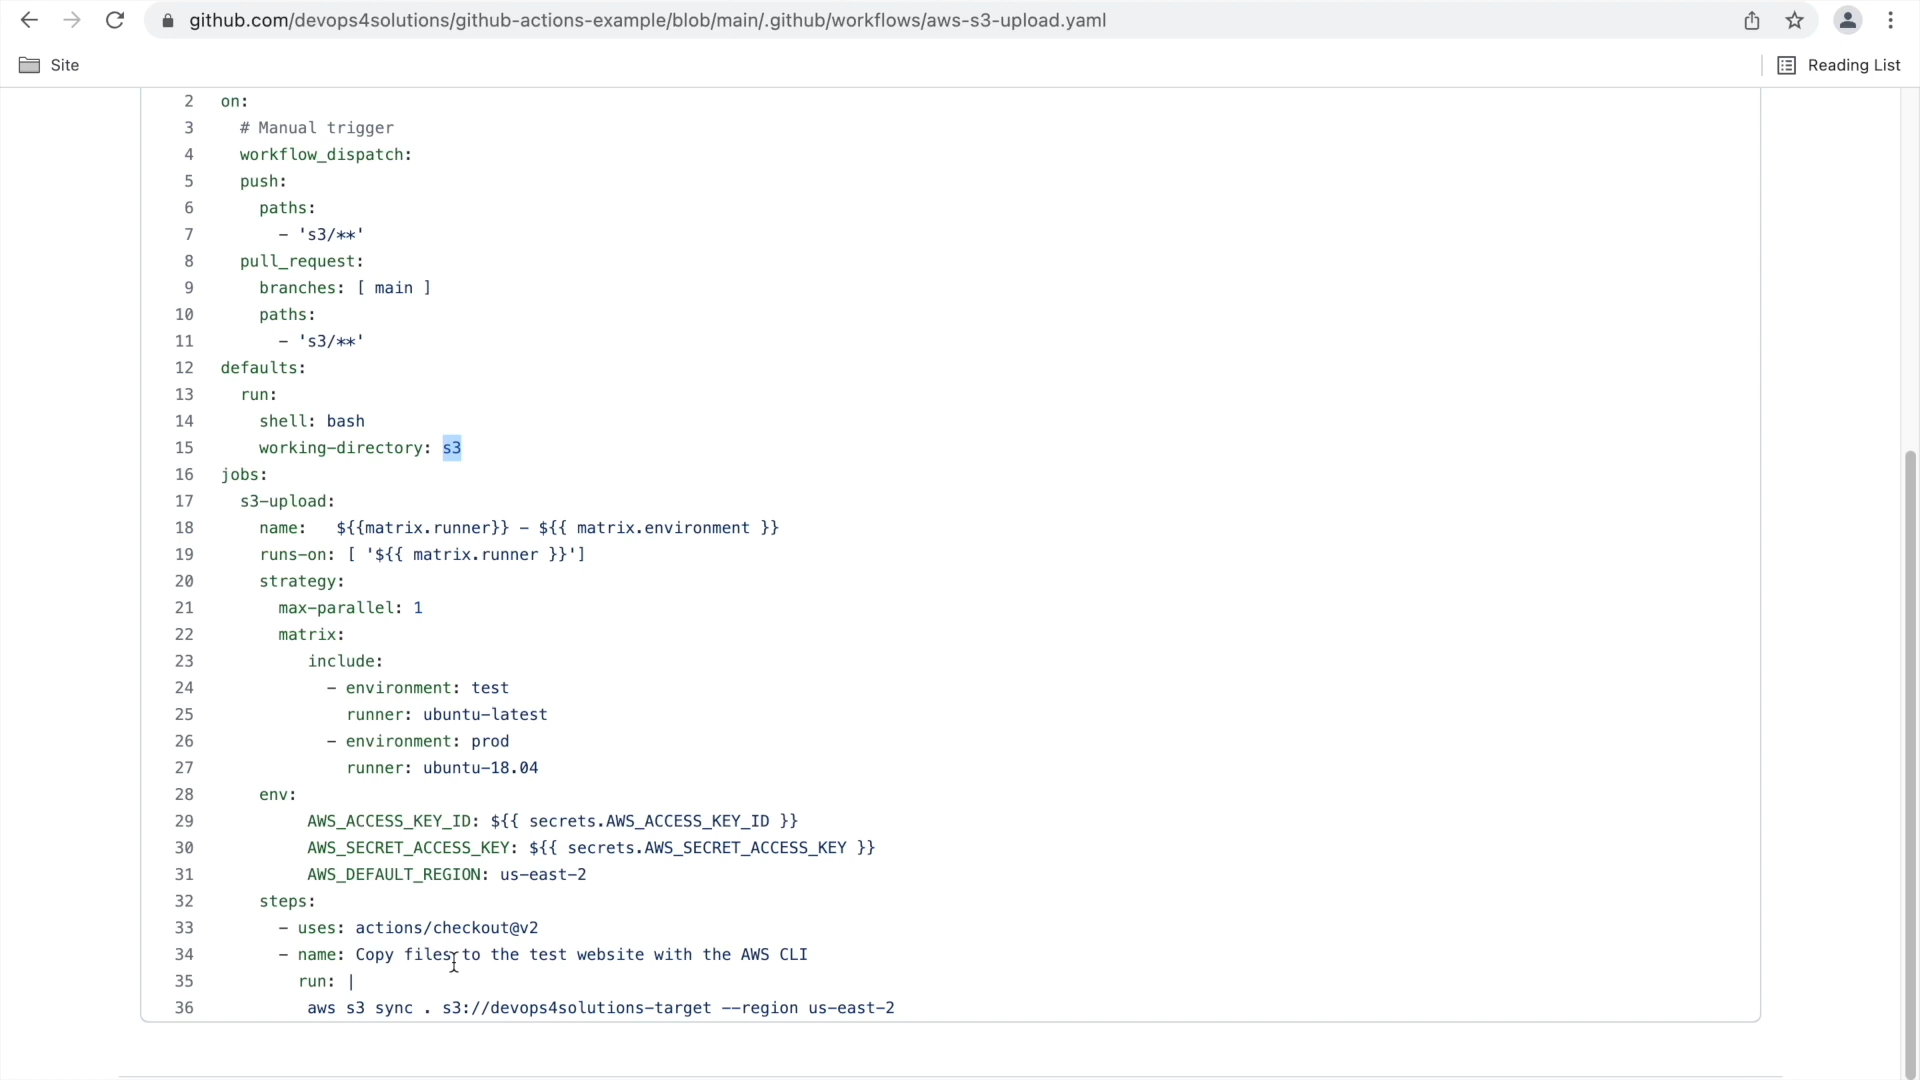 github.com/devops4solutions/github-actions-example/blob/main/.github/workflows/aws-s3-upload.yaml
Site
Reading List
2 on:
3 # Manual trigger
4 workflow_dispatch:
5 push:
6 paths:
7 - 's3/**'
8 pull_request:
9 branches: [ main ]
10 paths:
11 - 's3/**'
12 defaults:
13 run:
14 shell: bash
15 working-directory: s3
16 jobs:
17 s3-upload:
18 name: ${{matrix.runner}} - ${{ matrix.environment }}
19 runs-on: [ '${{ matrix.runner }}']
20 strategy:
21 max-parallel: 1
22 matrix:
23 include:
24 - environment: test
25 runner: ubuntu-latest
26 - environment: prod
27 runner: ubuntu-18.04
28 env:
29 AWS_ACCESS_KEY_ID: ${{ secrets.AWS_ACCESS_KEY_ID }}
30 AWS_SECRET_ACCESS_KEY: ${{ secrets.AWS_SECRET_ACCESS_KEY }}
31 AWS_DEFAULT_REGION: us-east-2
32 steps:
33 - uses: actions/checkout@v2
34 - name: Copy files to the test website with the AWS CLI
35 run: |
36 aws s3 sync . s3://devops4solutions-target --region us-east-2